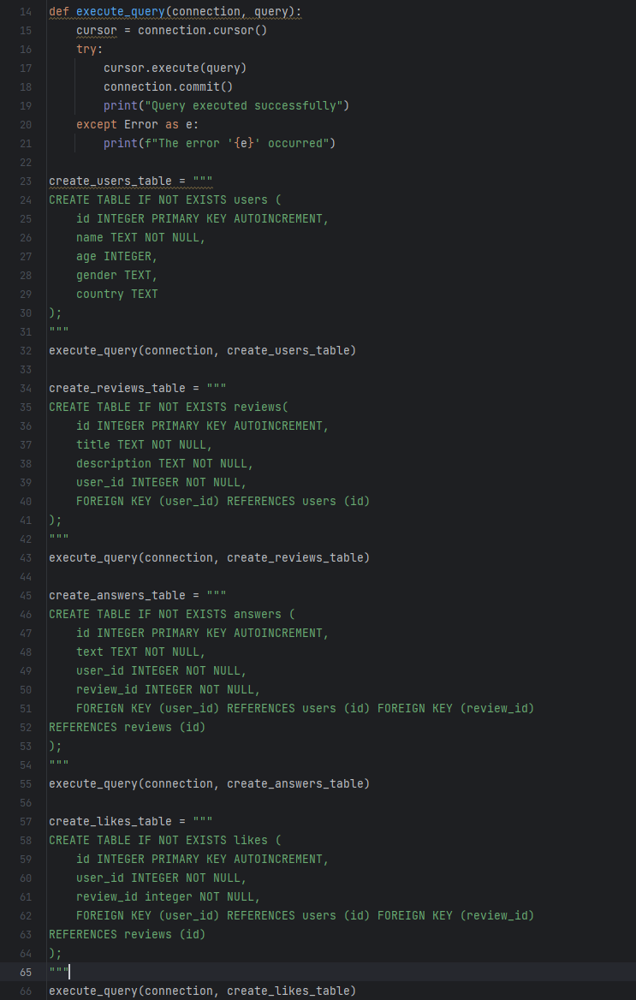 14 def execute_query(connection, query):
15     cursor = connection.cursor()
16     try:
17         cursor.execute(query)
18         connection.commit()
19         print("Query executed successfully")
20     except Error as e:
21         print(f"The error '{e}' occurred")
22
23 create_users_table = """
24 CREATE TABLE IF NOT EXISTS users (
25     id INTEGER PRIMARY KEY AUTOINCREMENT,
26     name TEXT NOT NULL,
27     age INTEGER,
28     gender TEXT,
29     country TEXT
30 );
31 """
32 execute_query(connection, create_users_table)
33
34 create_reviews_table = """
35 CREATE TABLE IF NOT EXISTS reviews(
36     id INTEGER PRIMARY KEY AUTOINCREMENT,
37     title TEXT NOT NULL,
38     description TEXT NOT NULL,
39     user_id INTEGER NOT NULL,
40     FOREIGN KEY (user_id) REFERENCES users (id)
41 );
42 """
43 execute_query(connection, create_reviews_table)
44
45 create_answers_table = """
46 CREATE TABLE IF NOT EXISTS answers (
47     id INTEGER PRIMARY KEY AUTOINCREMENT,
48     text TEXT NOT NULL,
49     user_id INTEGER NOT NULL,
50     review_id INTEGER NOT NULL,
51     FOREIGN KEY (user_id) REFERENCES users (id) FOREIGN KEY (review_id)
52 REFERENCES reviews (id)
53 );
54 """
55 execute_query(connection, create_answers_table)
56
57 create_likes_table = """
58 CREATE TABLE IF NOT EXISTS likes (
59     id INTEGER PRIMARY KEY AUTOINCREMENT,
60     user_id INTEGER NOT NULL,
61     review_id integer NOT NULL,
62     FOREIGN KEY (user_id) REFERENCES users (id) FOREIGN KEY (review_id)
63 REFERENCES reviews (id)
64 );
65 """
66 execute_query(connection, create_likes_table)